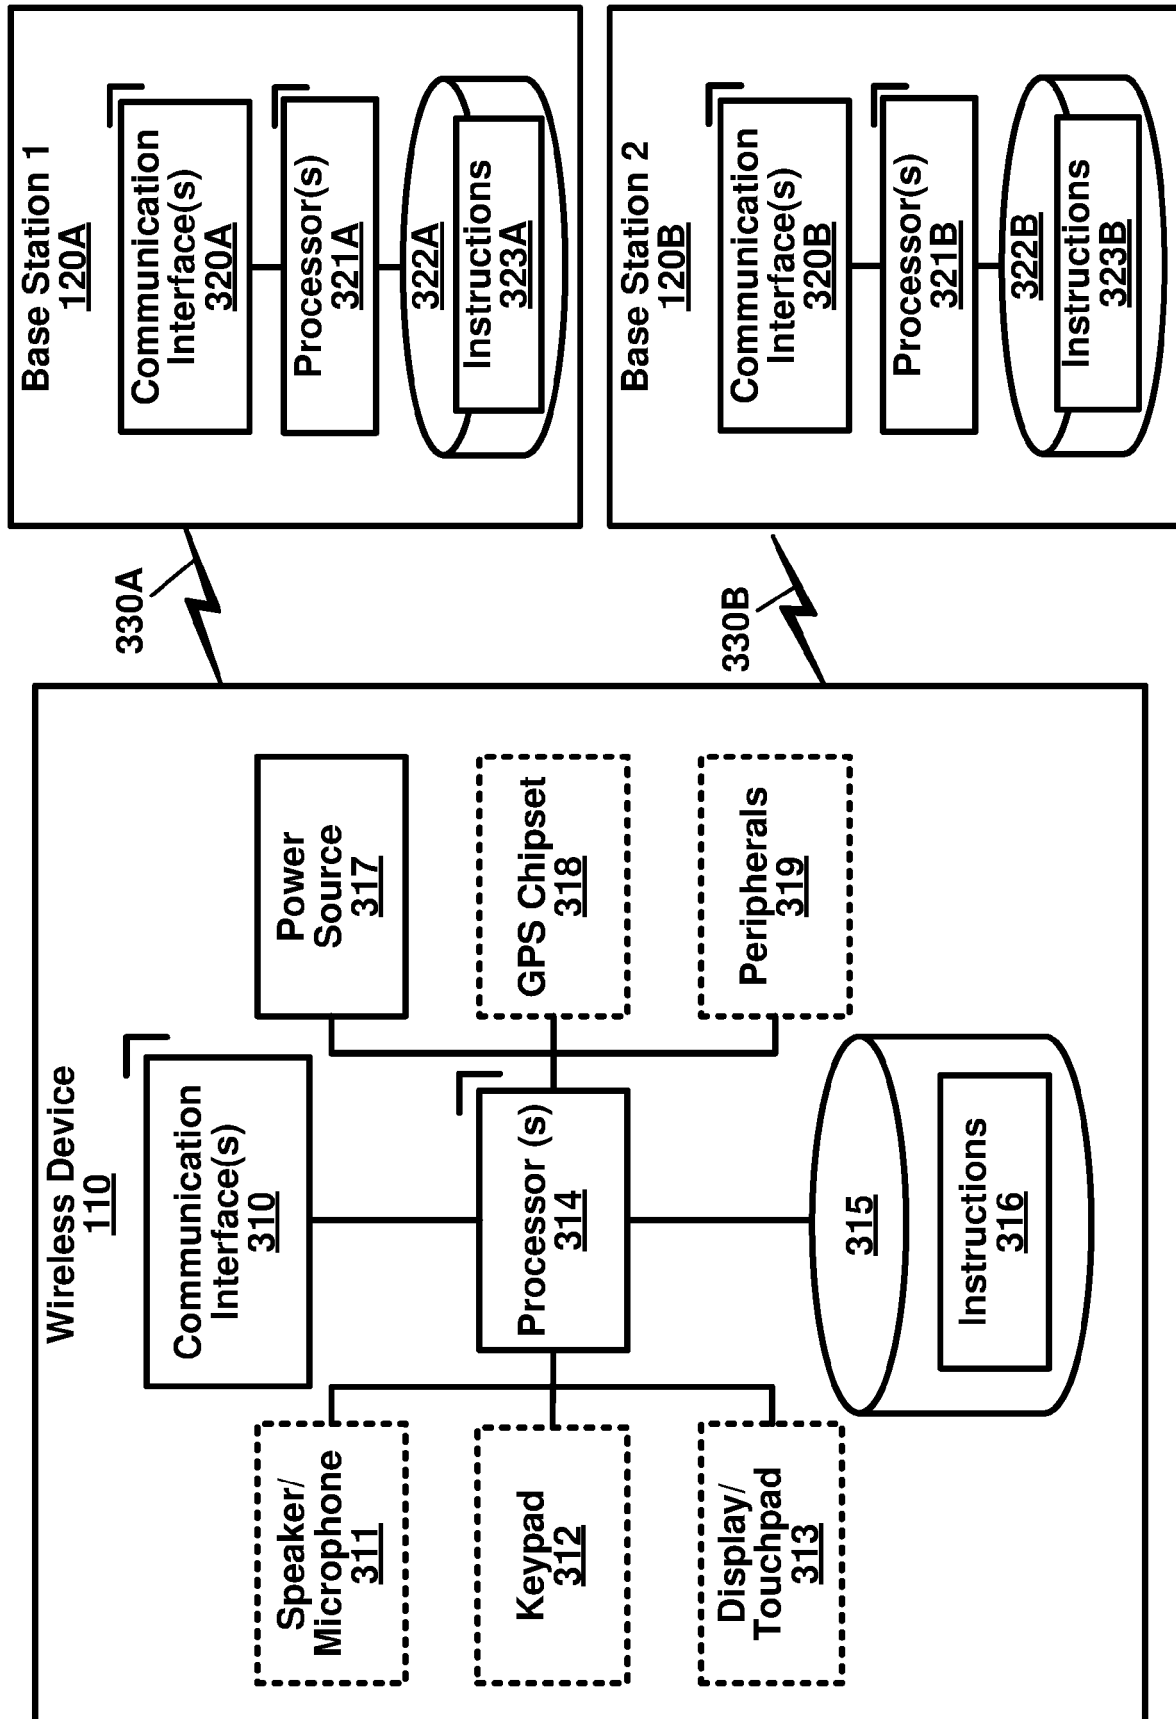 Wireless Device
110
Communication
Interface(s)
310
Speaker/
Microphone
311
Keypad
312
Display/
Touchpad
313
Processor (s)
314
Power
Source
317
GPS Chipset
318
Peripherals
319
315
Instructions
316
330A
330B
Base Station 1
120A
Communication
Interface(s)
320A
Processor(s)
321A
322A
Instructions
323A
Base Station 2
120B
Communication
Interface(s)
320B
Processor(s)
321B
322B
Instructions
323B